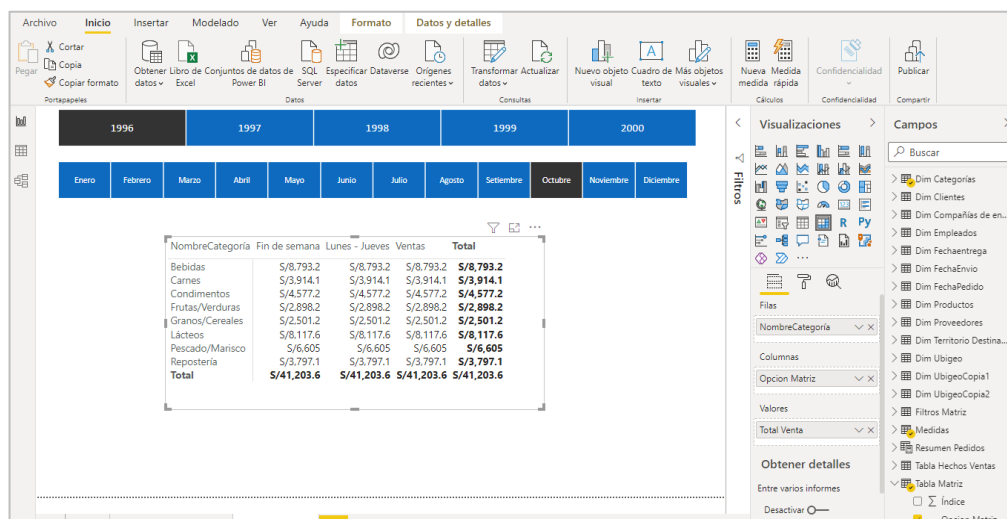 Archivo Inicio Insertar Modelado Ver Ayuda Formato Datos y detalles
Pegar
Cortar
Copia
Copiar formato
Portapapeles
Obtener datos
Libro de Excel
Conjuntos de datos de Power BI
SQL Server
Especificar datos
Dataverse
Orígenes recientes
Datos
Transformar datos
Actualizar
Consultas
Nuevo objeto visual
Cuadro de texto
Más objetos visuales
Insertar
Nueva medida
Medida rápida
Cálculos
Confidencialidad
Confidencialidad
Publicar
Compartir
1996 1997 1998 1999 2000
Enero Febrero Marzo Abril Mayo Junio Julio Agosto Setiembre Octubre Noviembre Diciembre
NombreCategoría Fin de semana Lunes - Jueves Ventas Total
Bebidas S/8,793.2 S/8,793.2 S/8,793.2 S/8,793.2
Carnes S/3,914.1 S/3,914.1 S/3,914.1 S/3,914.1
Condimentos S/4,577.2 S/4,577.2 S/4,577.2 S/4,577.2
Frutas/Verduras S/2,898.2 S/2,898.2 S/2,898.2 S/2,898.2
Granos/Cereales S/2,501.2 S/2,501.2 S/2,501.2 S/2,501.2
Lácteos S/8,117.6 S/8,117.6 S/8,117.6 S/8,117.6
Pescado/Marisco S/6,605 S/6,605 S/6,605 S/6,605
Repostería S/3,797.1 S/3,797.1 S/3,797.1 S/3,797.1
Total S/41,203.6 S/41,203.6 S/41,203.6 S/41,203.6
Filtros
Visualizaciones
R Py
Filas
NombreCategoría
Columnas
Opcion Matriz
Valores
Total Venta
Obtener detalles
Entre varios informes
Desactivar
Campos
Buscar
Dim Categorías
Dim Clientes
Dim Compañías de en...
Dim Empleados
Dim Fechaentrega
Dim FechaEnvio
Dim FechaPedido
Dim Productos
Dim Proveedores
Dim Territorio Destina...
Dim Ubigeo
Dim UbigeoCopia1
Dim UbigeoCopia2
Filtros Matriz
Medidas
Resumen Pedidos
Tabla Hechos Ventas
Tabla Matriz
Índice
Opcion Matriz